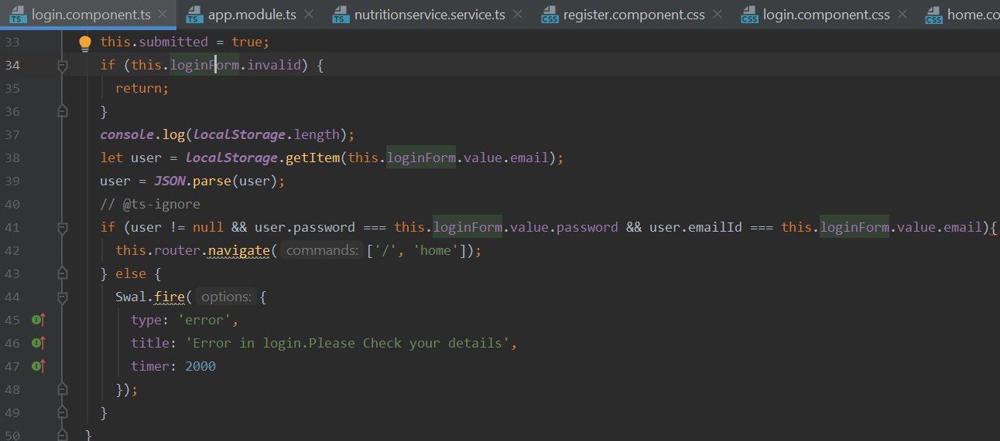 login.component.ts app.module.ts nutritionservice.service.ts register.component.css login.component.css home.co
33 this.submitted = true;
34 if (this.loginForm.invalid) {
35 return;
36 }
37 console.log(localStorage.length);
38 let user = localStorage.getItem(this.loginForm.value.email);
39 user = JSON.parse(user);
40 // @ts-ignore
41 if (user != null && user.password === this.loginForm.value.password && user.emailId === this.loginForm.value.email){
42 this.router.navigate( commands: ['/', 'home']);
43 } else {
44 Swal.fire( options: {
45 type: 'error',
46 title: 'Error in login.Please Check your details',
47 timer: 2000
48 });
49 }
50 }